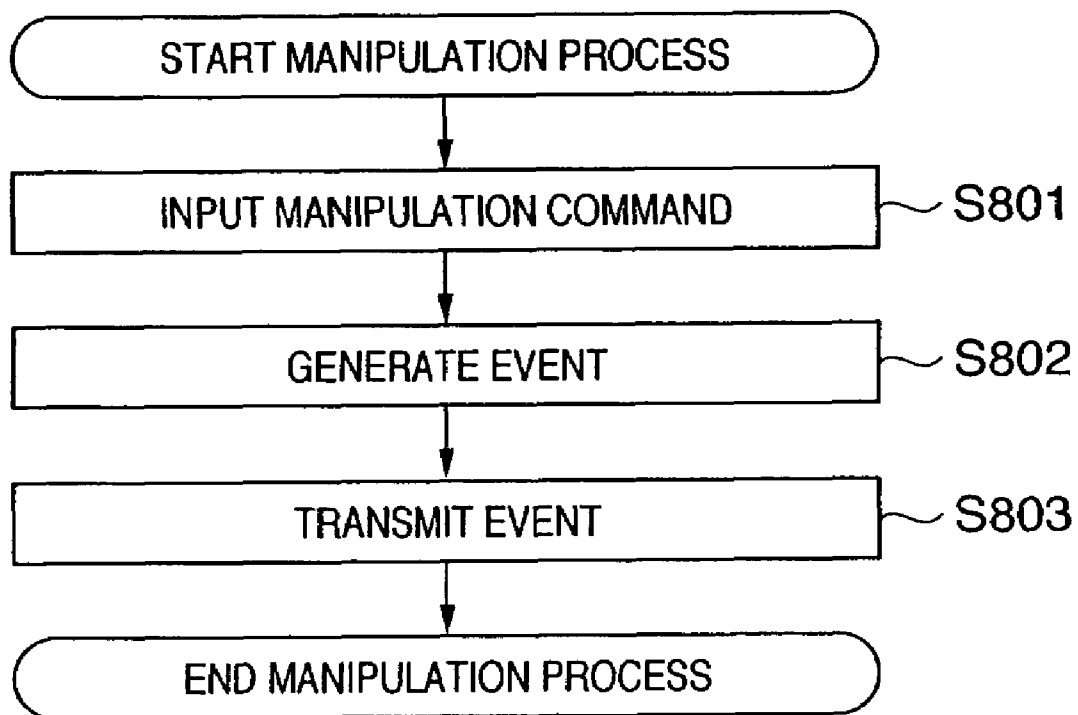 START MANIPULATION PROCESS
INPUT MANIPULATION COMMAND
S801
GENERATE EVENT
S802
TRANSMIT EVENT
S803
END MANIPULATION PROCESS